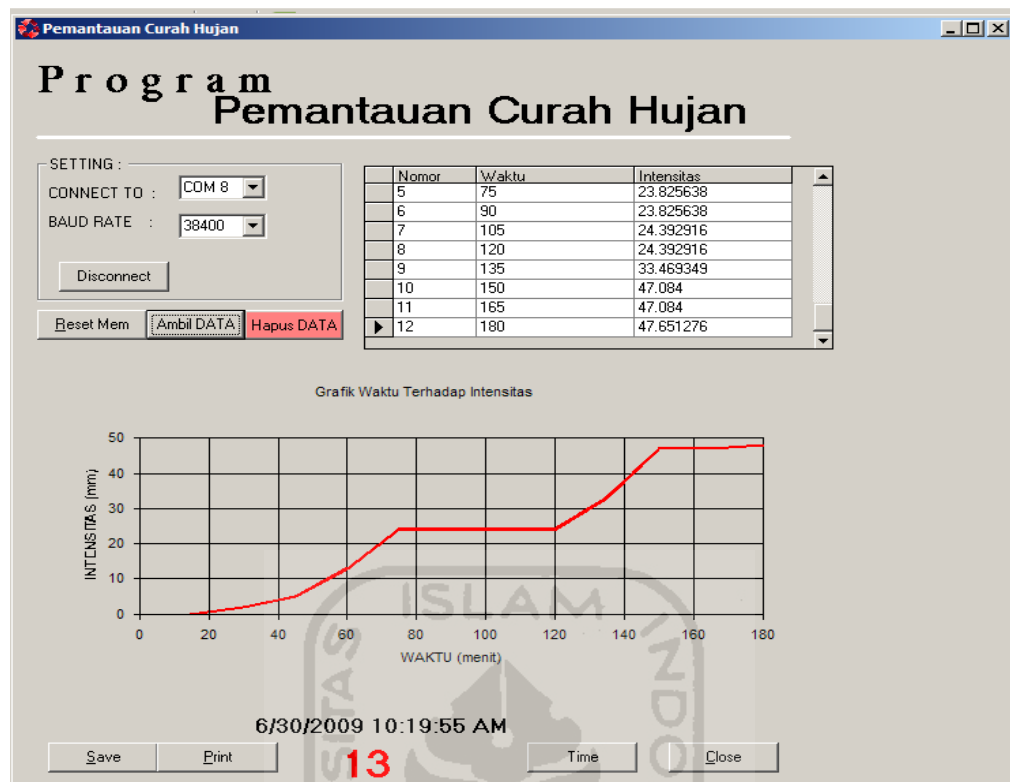 Pemantauan Curah Hujan
Program
Pemantauan Curah Hujan
SETTING :
CONNECT TO : COM 8
BAUD RATE : 38400
Disconnect
Reset Mem Ambil DATA Hapus DATA
Nomor Waktu Intensitas
5 75 23.825638
6 90 23.825638
7 105 24.392916
8 120 24.392916
9 135 33.469349
10 150 47.084
11 165 47.084
12 180 47.651276
Grafik Waktu Terhadap Intensitas
INTENSITAS (mm)
50
40
30
20
10
0
0 20 40 60 80 100 120 140 160 180
WAKTU (menit)
ISLAM
SITAS
INDO
6/30/2009 10:19:55 AM
Save Print 13 Time Close